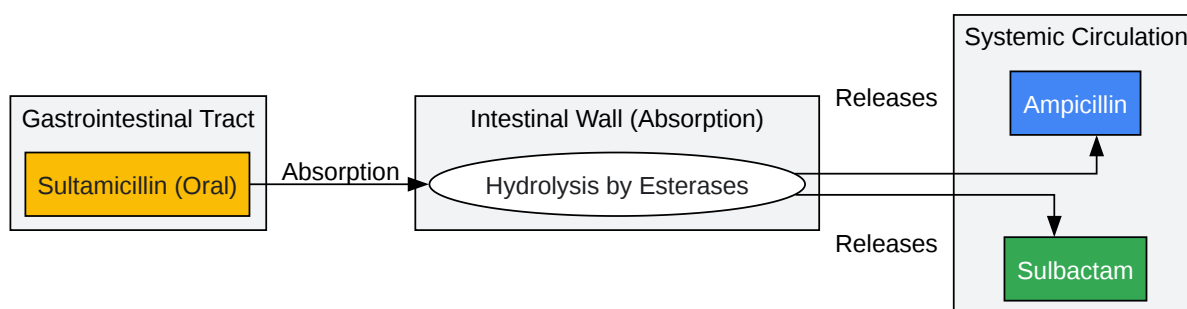 Gastrointestinal Tract
Sultamicillin (Oral)
Absorption
Intestinal Wall (Absorption)
Hydrolysis by Esterases
Releases
Releases
Systemic Circulation
Ampicillin
Sulbactam